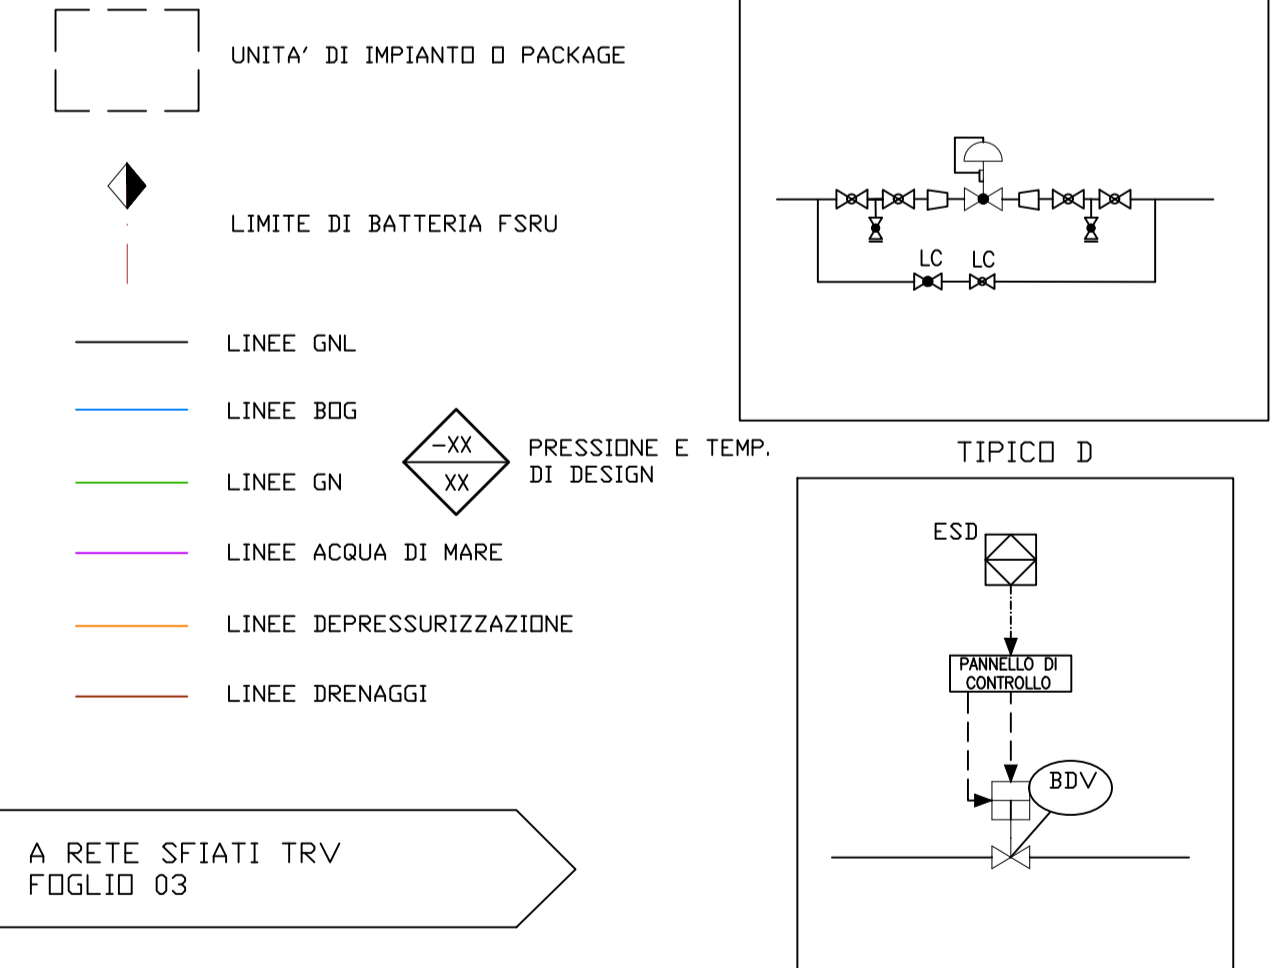 UNITA' DI IMPIANTO O PACKAGE
LIMITE DI BATTERIA FSRU
LINEE GNL
LINEE BOG
LINEE GN
LINEE ACQUA DI MARE
LINEE DEPRESSURIZZAZIONE
LINEE DRENAGGI
-XX
XX
PRESSIONE E TEMP.
DI DESIGN
A RETE SFIATI TRV
FOGLIO 03
LC LC
TIPICO D
ESD
PANNELLO DI
CONTROLLO
BDV